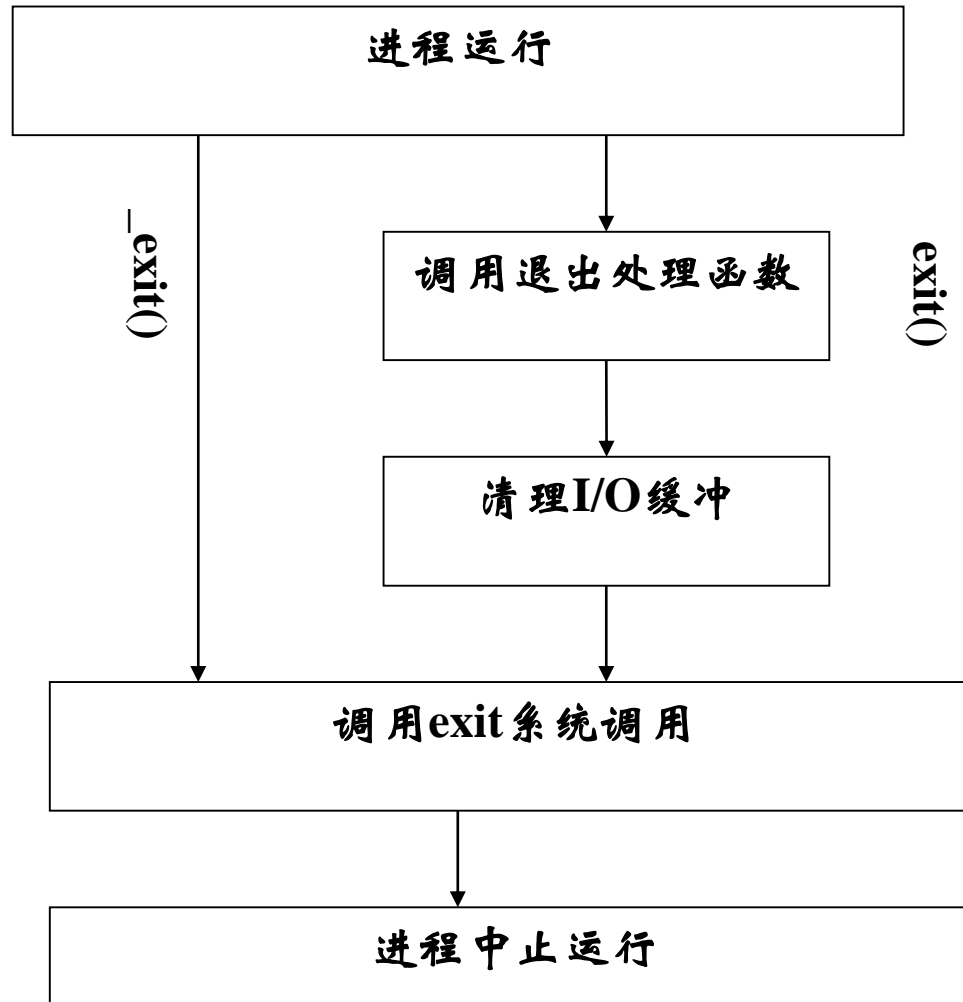 进程运行
_exit()
调用退出处理函数
exit()
清理I/O缓冲
调用exit系统调用
进程中止运行